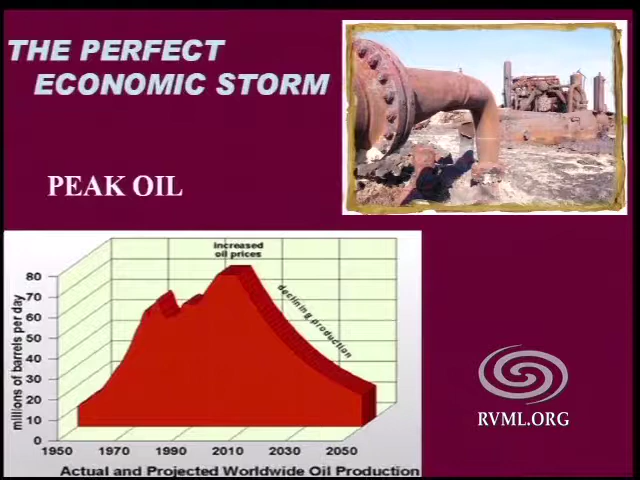 THE PERFECT
ECONOMIC STORM
PEAK OIL
increased
oil prices
declining production
millions of barrels per day
80
70
60
50
40
30
20
10
0
1950 1970 1990 2010 2030 2050
Actual and Projected Worldwide Oil Production
RVML.ORG